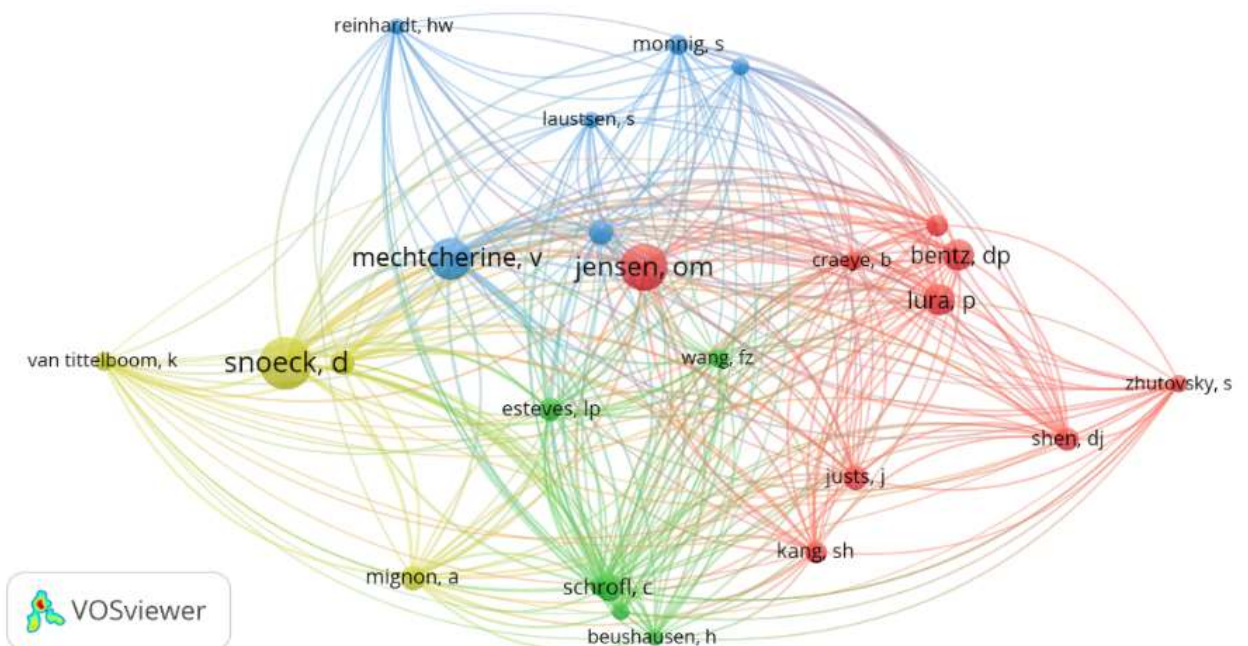 reinhardt, hw
monnig, s
laustsen, s
mechtcherine, v
jensen, om
craeye, b
bentz, dp
lura, p
van tittelboom, k
snoeck, d
wang, fz
zhutovsky, s
esteves, lp
shen, dj
justs, j
kang, sh
mignon, a
schrofl, c
beushausen, h
VOSviewer